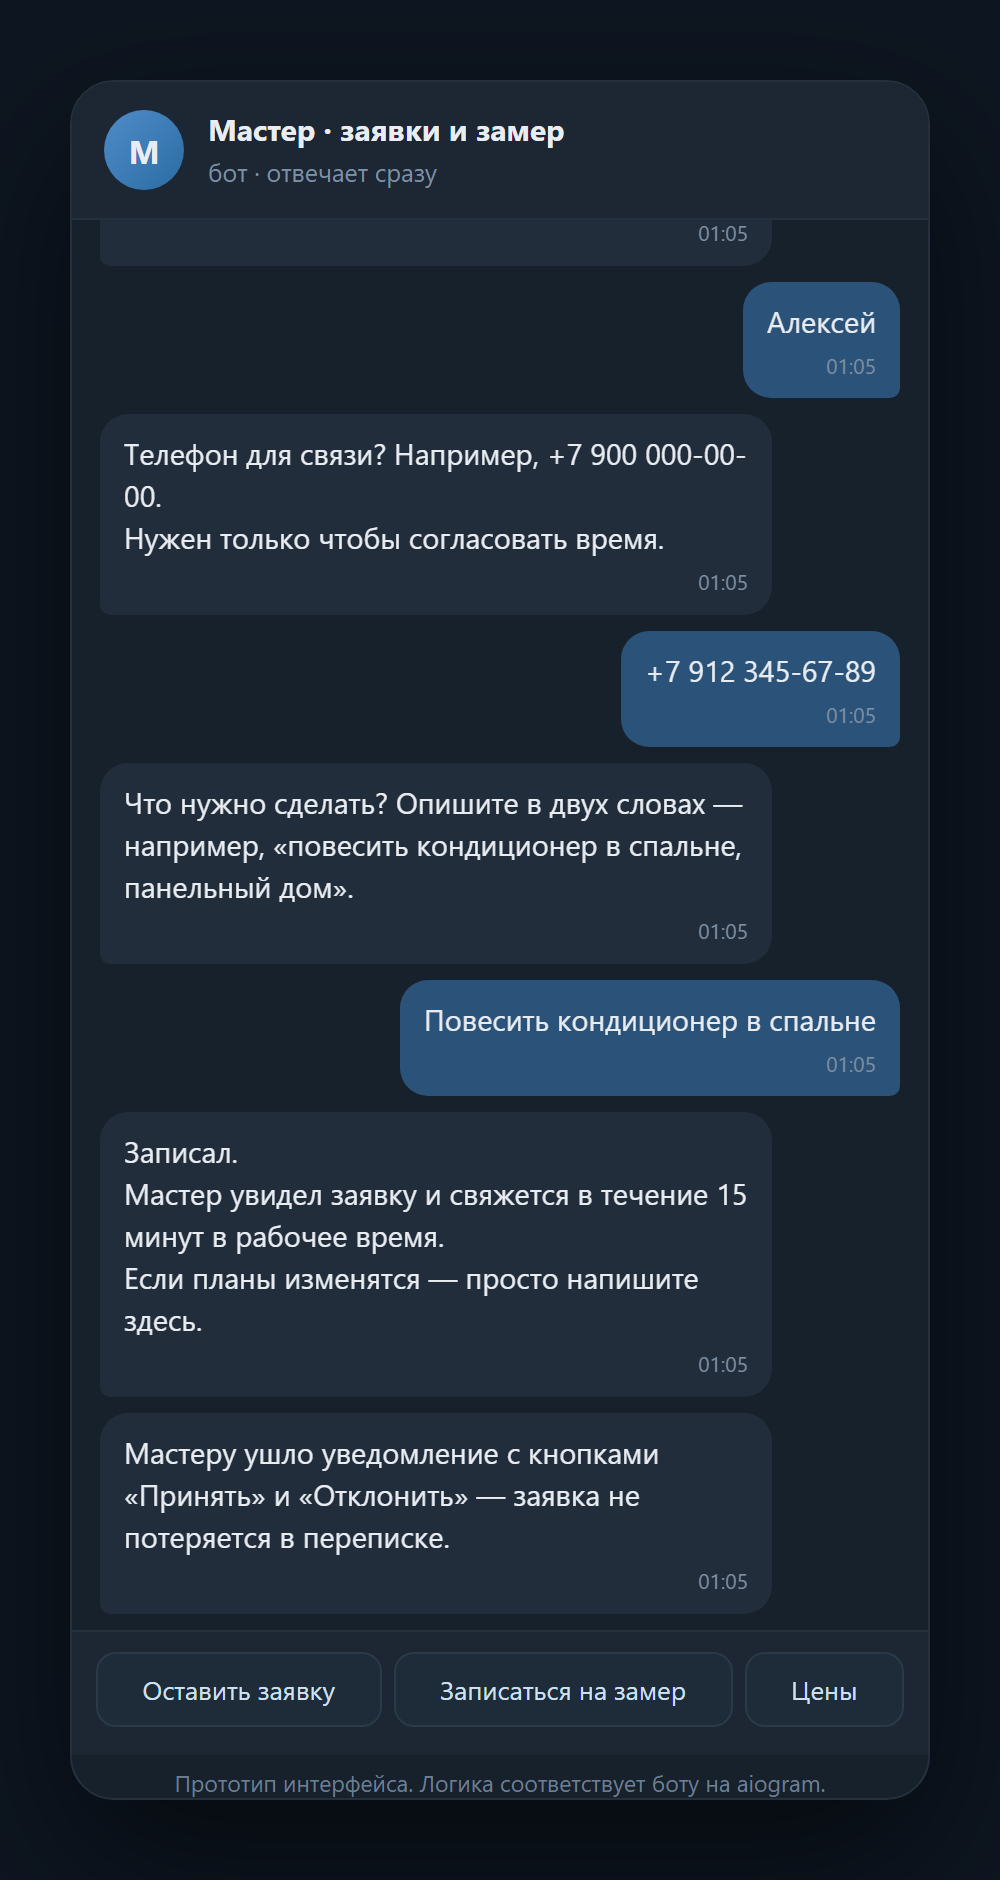 М
Мастер · заявки и замер
бот · отвечает сразу
01:05
Алексей
01:05
Телефон для связи? Например, +7 900 000-00-
00.
Нужен только чтобы согласовать время.
01:05
+7 912 345-67-89
01:05
Что нужно сделать? Опишите в двух словах —
например, «повесить кондиционер в спальне,
панельный дом».
01:05
Повесить кондиционер в спальне
01:05
Записал.
Мастер увидел заявку и свяжется в течение 15
минут в рабочее время.
Если планы изменятся — просто напишите
здесь.
01:05
Мастеру ушло уведомление с кнопками
«Принять» и «Отклонить» — заявка не
потеряется в переписке.
01:05
Оставить заявку
Записаться на замер
Цены
Прототип интерфейса. Логика соответствует боту на aiogram.